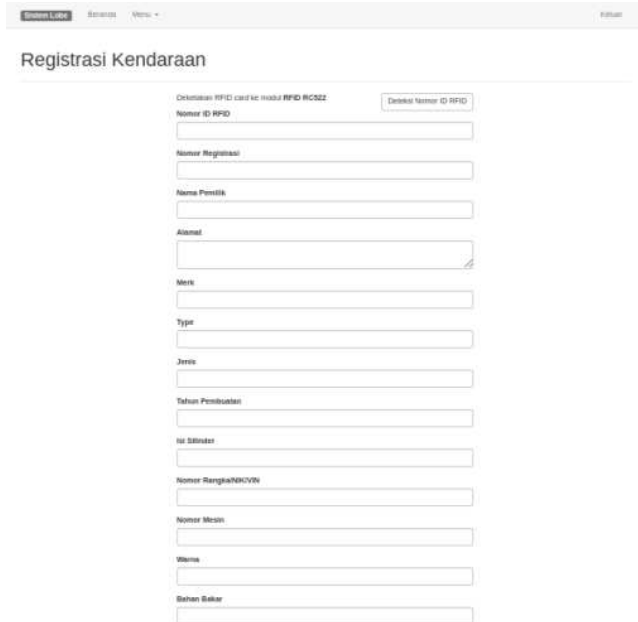 Sistem Lobe Beranda Menu Keluar
Registrasi Kendaraan
Dekatakan RFID card ke modul RFID RC522 Deteksi Nomor ID RFID
Nomor ID RFID
Nomor Registrasi
Nama Pemilik
Alamat
Merk
Type
Jenis
Tahun Pembuatan
Isi Silinder
Nomor Rangka/NIK/VIN
Nomor Mesin
Warna
Bahan Bakar